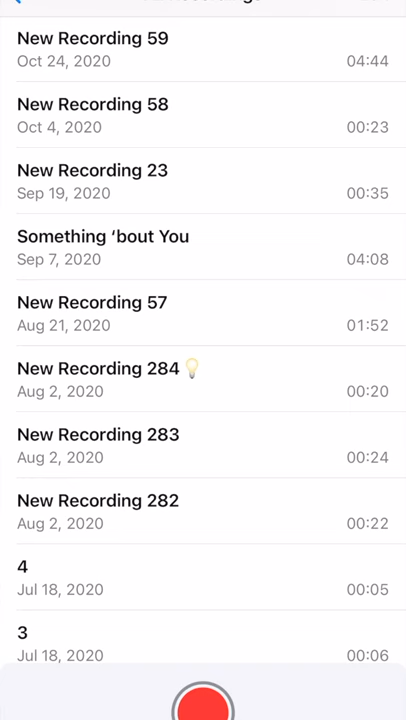 New Recording 59
Oct 24, 2020 04:44
New Recording 58
Oct 4, 2020 00:23
New Recording 23
Sep 19, 2020 00:35
Something ‘bout You
Sep 7, 2020 04:08
New Recording 57
Aug 21, 2020 01:52
New Recording 284💡
Aug 2, 2020 00:20
New Recording 283
Aug 2, 2020 00:24
New Recording 282
Aug 2, 2020 00:22
4
Jul 18, 2020 00:05
3
Jul 18, 2020 00:06